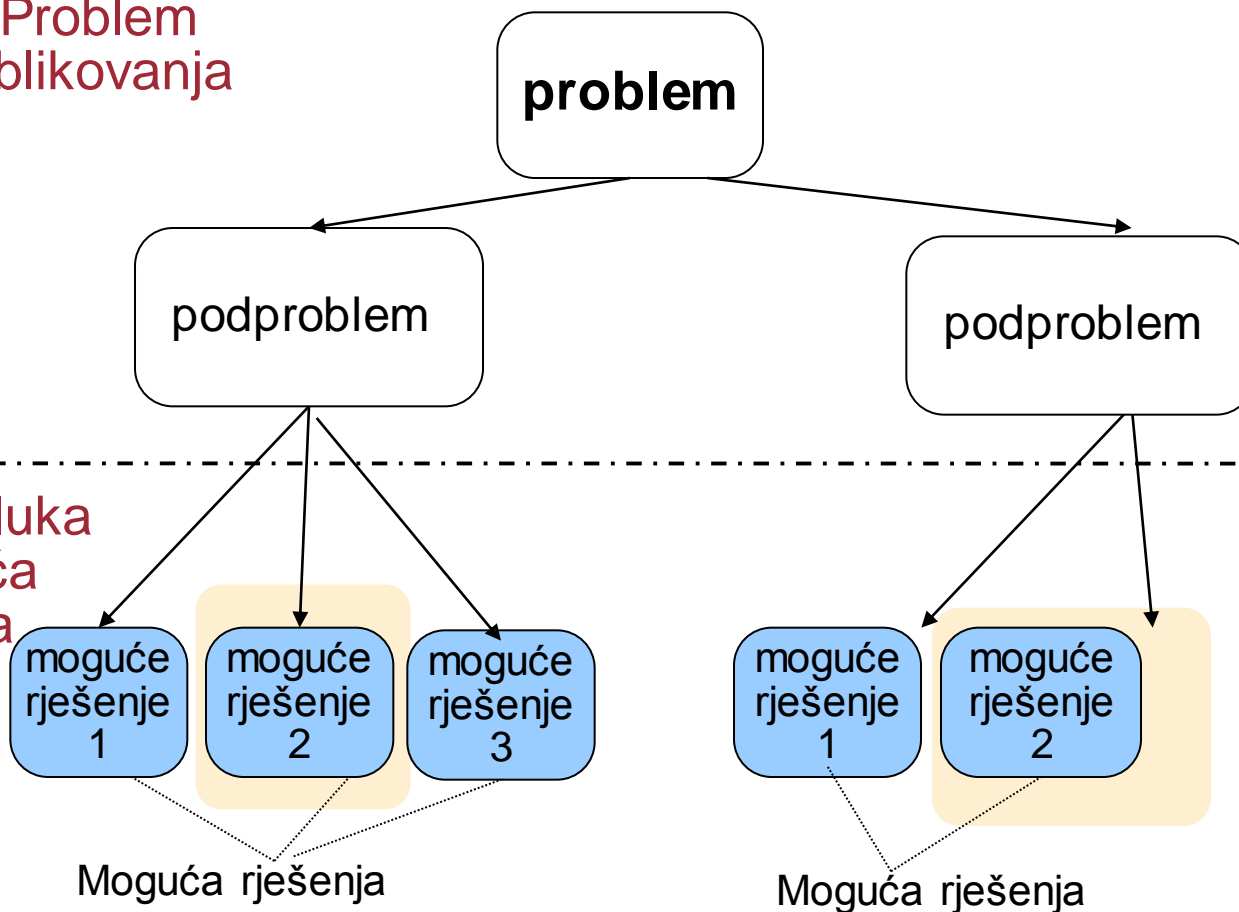 Problem
blikovanja
problem
podproblem
podproblem
luka
ća
a
moguće
rješenje
1
moguće
rješenje
2
moguće
rješenje
3
moguće
rješenje
1
moguće
rješenje
2
Moguća rješenja
Moguća rješenja